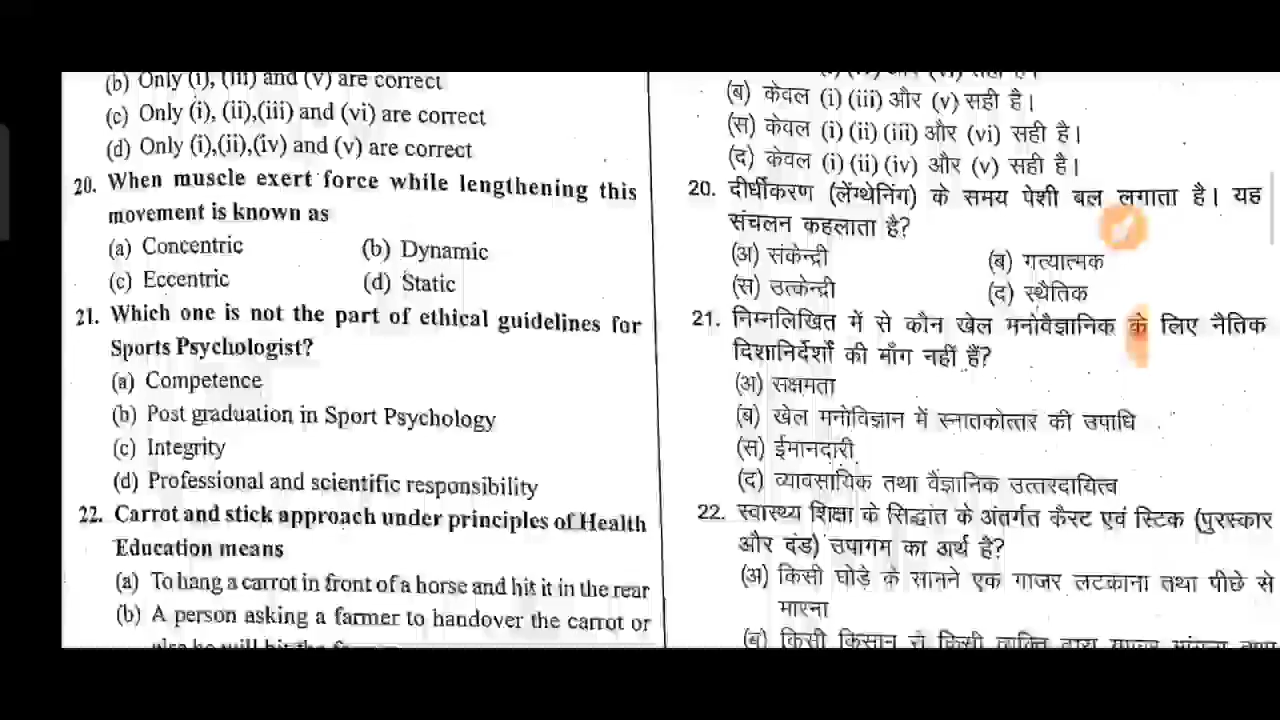 (b) Only (i), (iii) and (v) are correct
(c) Only (i), (ii),(iii) and (vi) are correct
(d) Only (i),(ii),(iv) and (v) are correct
20. When muscle exert force while lengthening this
movement is known as
(a) Concentric (b) Dynamic
(c) Eccentric (d) Static
21. Which one is not the part of ethical guidelines for
Sports Psychologist?
(a) Competence
(b) Post graduation in Sport Psychology
(c) Integrity
(d) Professional and scientific responsibility
22. Carrot and stick approach under principles of Health
Education means
(a) To hang a carrot in front of a horse and hit it in the rear
(b) A person asking a farmer to handover the carrot or
(ब) केवल (i) (iii) और (v) सही है।
(स) केवल (i) (ii) (iii) और (vi) सही है।
(द) केवल (i) (ii) (iv) और (v) सही है।
20. दीर्धीकरण (लेंग्थेनिंग) के समय पेशी बल लगाता है। यह
संचलन कहलाता है?
(अ) संकेन्द्री (ब) गत्यात्मक
(स) उत्केन्द्री (द) स्थैतिक
21. निम्नलिखित में से कौन खेल मनोवैज्ञानिक के लिए नैतिक
दिशानिर्देशों की माँग नहीं हैं?
(अ) सक्षमता
(ब) खेल मनोविज्ञान में स्नातकोत्तर की उपाधि
(स) ईमानदारी
(द) व्यावसायिक तथा वैज्ञानिक उत्तरदायित्व
22. स्वास्थ्य शिक्षा के सिद्धांत के अंतर्गत कैरट एवं स्टिक (पुरस्कार
और दंड) उपागम का अर्थ है?
(अ) किसी घोड़े के सामने एक गाजर लटकाना तथा पीछे से
मारना
(ब) किसी किसान से किसी व्यक्ति द्वारा गाजर मांगना तथा